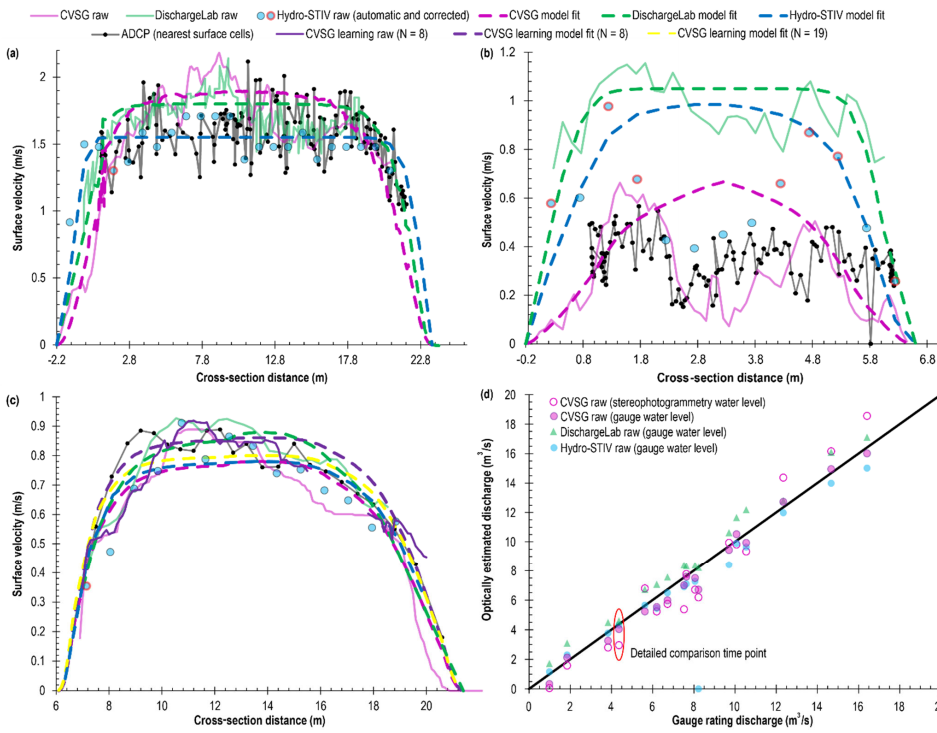 CVSG raw DischargeLab raw Hydro-STIV raw (automatic and corrected) CVSG model fit DischargeLab model fit Hydro-STIV model fit
ADCP (nearest surface cells) CVSG learning raw (N = 8) CVSG learning model fit (N = 8) CVSG learning model fit (N = 19)
(a)
Surface velocity (m/s)
2
1.5
1
0.5
0
-2.2 2.8 7.8 12.8 17.8 22.8
Cross-section distance (m)
(b)
Surface velocity (m/s)
1.2
1
0.8
0.6
0.4
0.2
0
-0.2 0.8 1.8 2.8 3.8 4.8 5.8 6.8
Cross-section distance (m)
(c)
Surface velocity (m/s)
1
0.9
0.8
0.7
0.6
0.5
0.4
0.3
0.2
0.1
0
6 8 10 12 14 16 18 20
Cross-section distance (m)
(d)
Optically estimated discharge (m³/s)
20
18
16
14
12
10
8
6
4
2
0
CVSG raw (stereophotogrammetry water level)
CVSG raw (gauge water level)
DischargeLab raw (gauge water level)
Hydro-STIV raw (gauge water level)
Detailed comparison time point
0 2 4 6 8 10 12 14 16 18 20
Gauge rating discharge (m³/s)